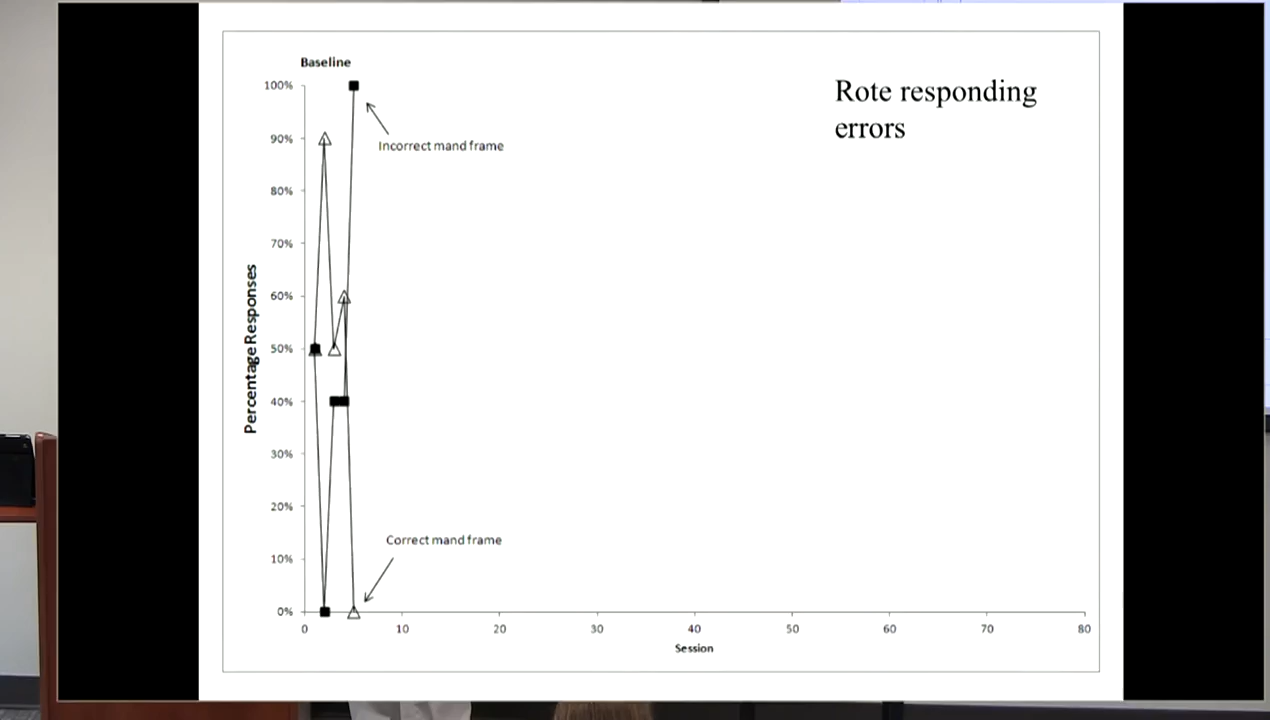 Baseline
Rote responding
errors
100%
90%
80%
70%
60%
50%
40%
30%
20%
10%
0%
Incorrect mand frame
Correct mand frame
Percentage Responses
0 10 20 30 40 50 60 70 80
Session